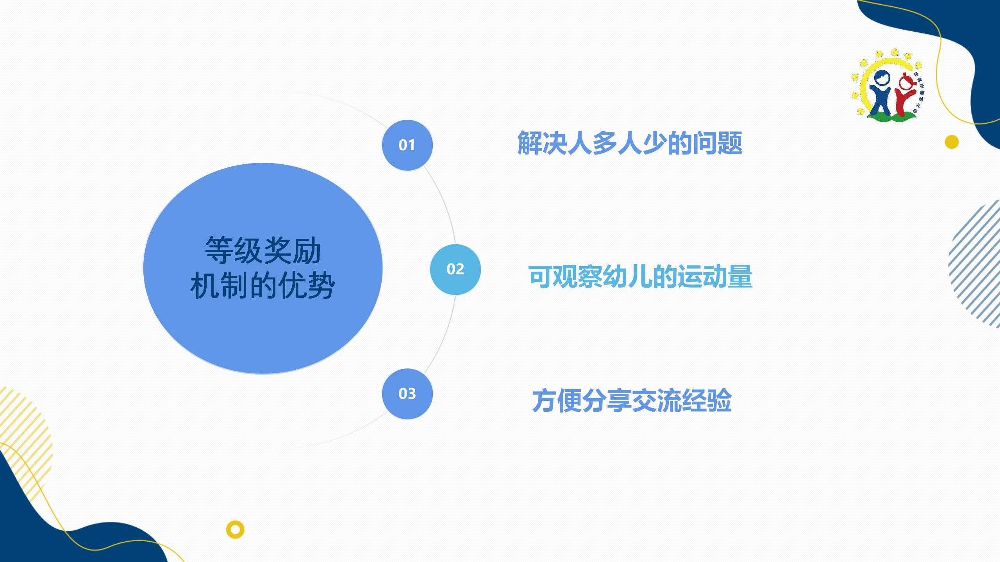 01
解决人多人少的问题
等级奖励
机制的优势
02
可观察幼儿的运动量
03
方便分享交流经验